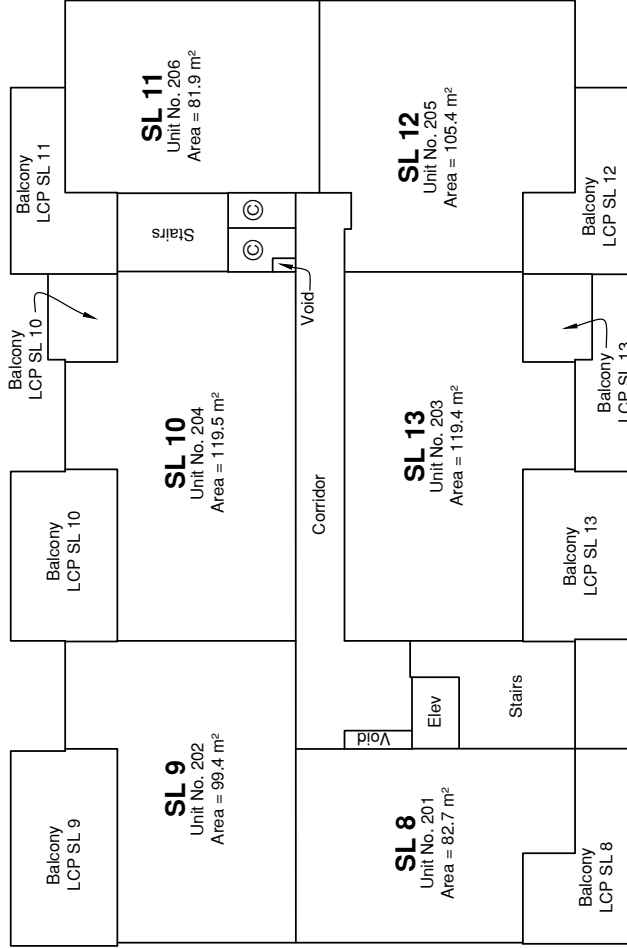 Balcony
LCP SL 11
SL 11
Unit No. 206
Area = 81.9 m²
SL 12
Unit No. 205
Area = 105.4 m²
Balcony
LCP SL 12
Stairs
©
©
Void
Balcony
LCP SL 10
SL 10
Unit No. 204
Area = 119.5 m²
Balcony
LCP SL 10
Corridor
SL 13
Unit No. 203
Area = 119.4 m²
Balcony
LCP SL 13
Balcony
LCP SL 13
Balcony
LCP SL 9
SL 9
Unit No. 202
Area = 99.4 m²
Void
Elev
Stairs
SL 8
Unit No. 201
Area = 82.7 m²
Balcony
LCP SL 8